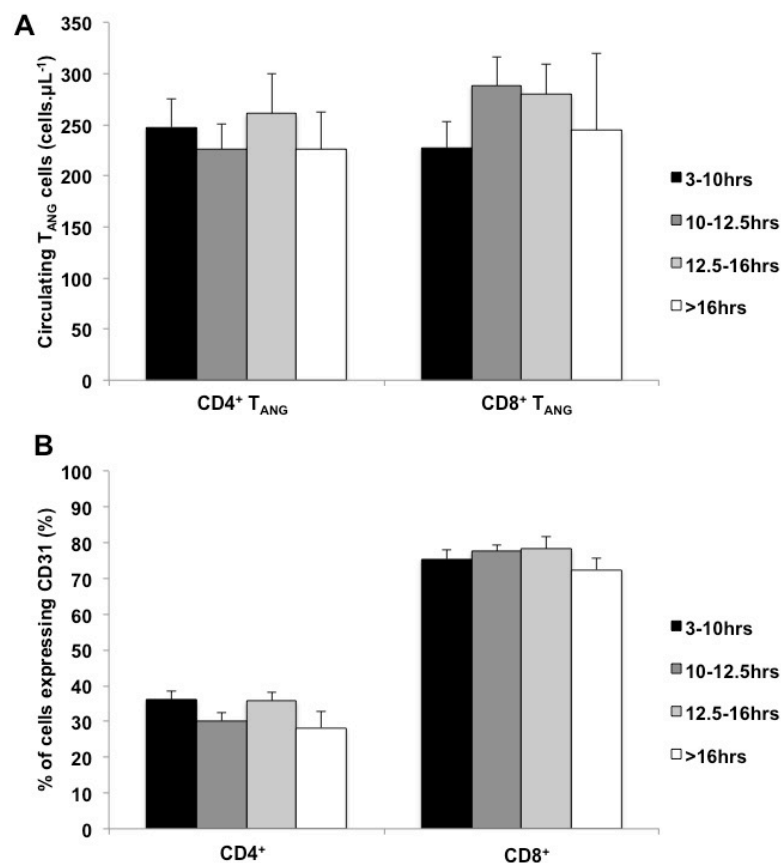 A
Circulating TANG cells (cells.µL-1)
350
300
250
200
150
100
50
0
CD4+ TANG
CD8+ TANG
3-10hrs
10-12.5hrs
12.5-16hrs
>16hrs
B
% of cells expressing CD31 (%)
100
90
80
70
60
50
40
30
20
10
0
CD4+
CD8+
3-10hrs
10-12.5hrs
12.5-16hrs
>16hrs